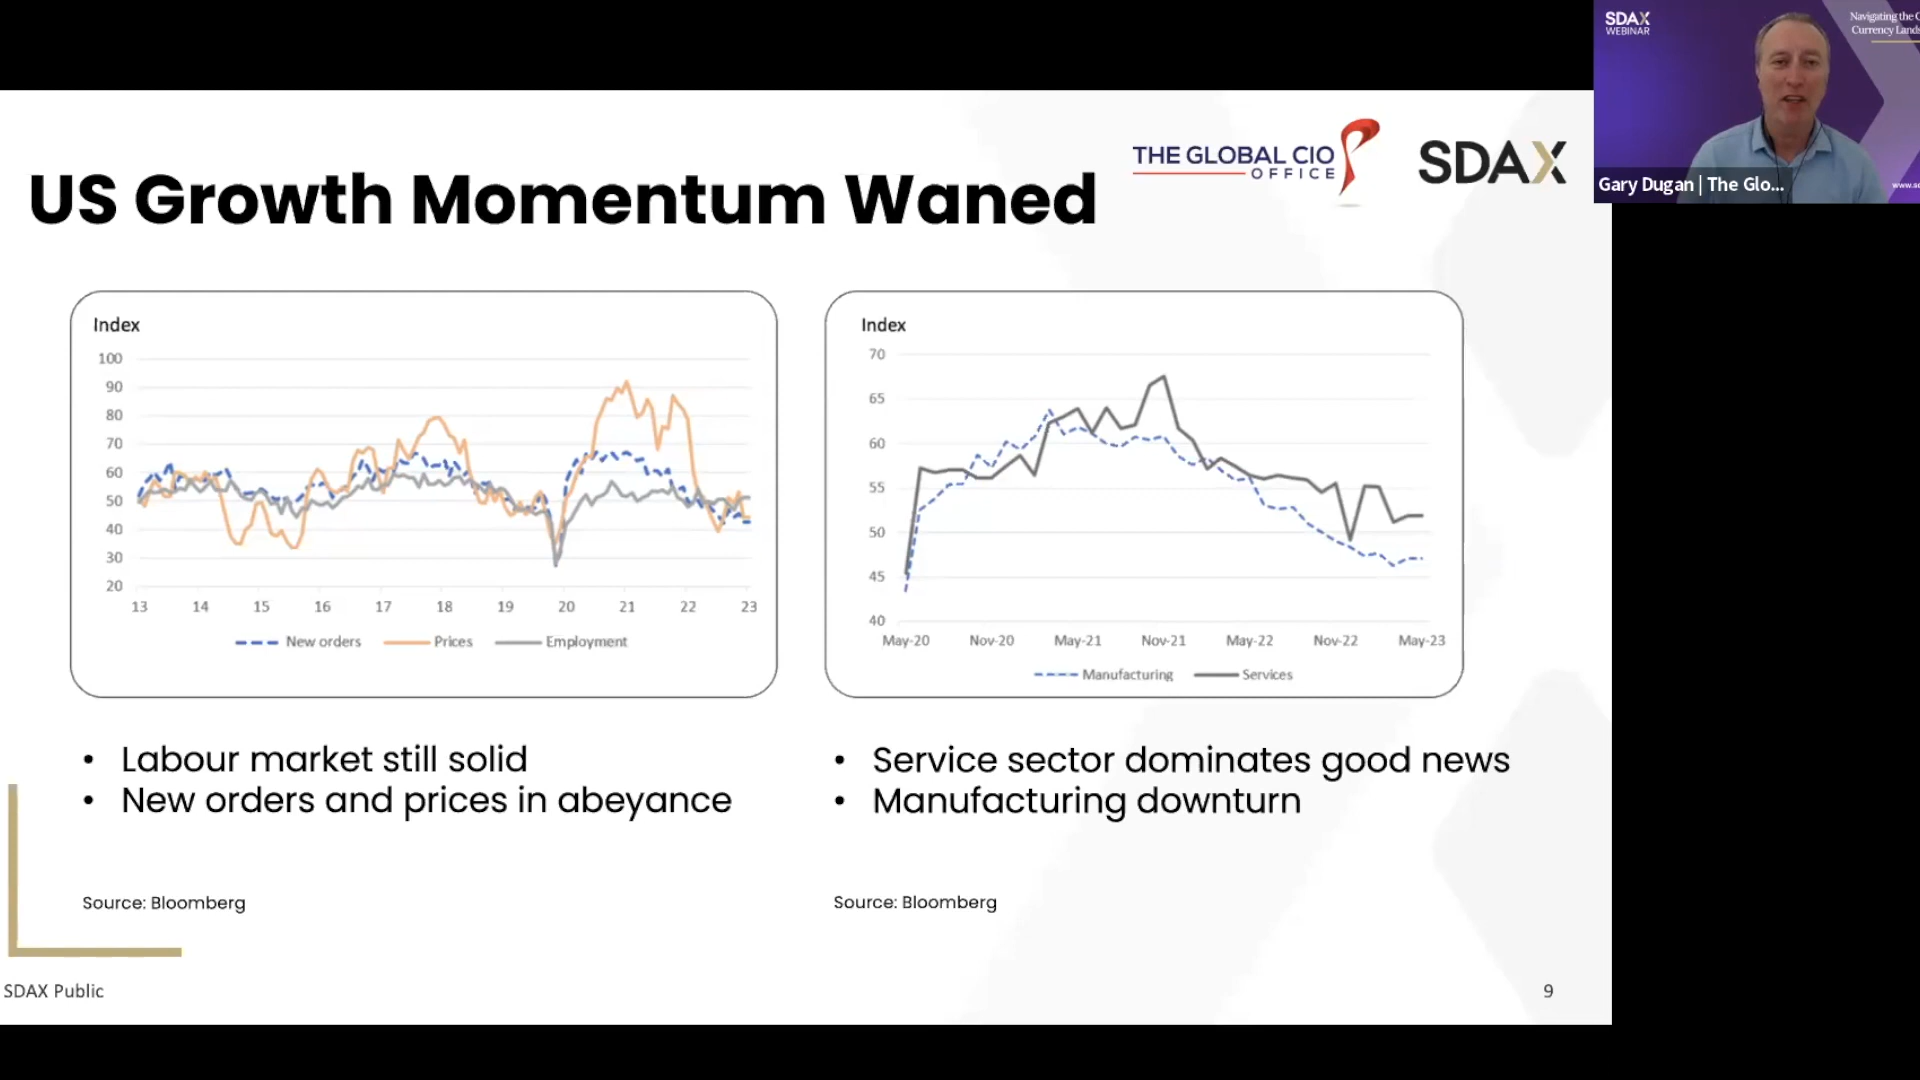 SDAX
WEBINAR
Navigating the
Gary Dugan | The Glo...
THE GLOBAL CIO
OFFICE
SDAX
US Growth Momentum Waned
Index
100
90
80
70
60
50
40
30
20
13 14 15 16 17 18 19 20 21 22 23
New orders Prices Employment
Index
70
65
60
55
50
45
40
May-20 Nov-20 May-21 Nov-21 May-22 Nov-22 May-23
Manufacturing Services
• Labour market still solid
• New orders and prices in abeyance
• Service sector dominates good news
• Manufacturing downturn
Source: Bloomberg
Source: Bloomberg
SDAX Public
9